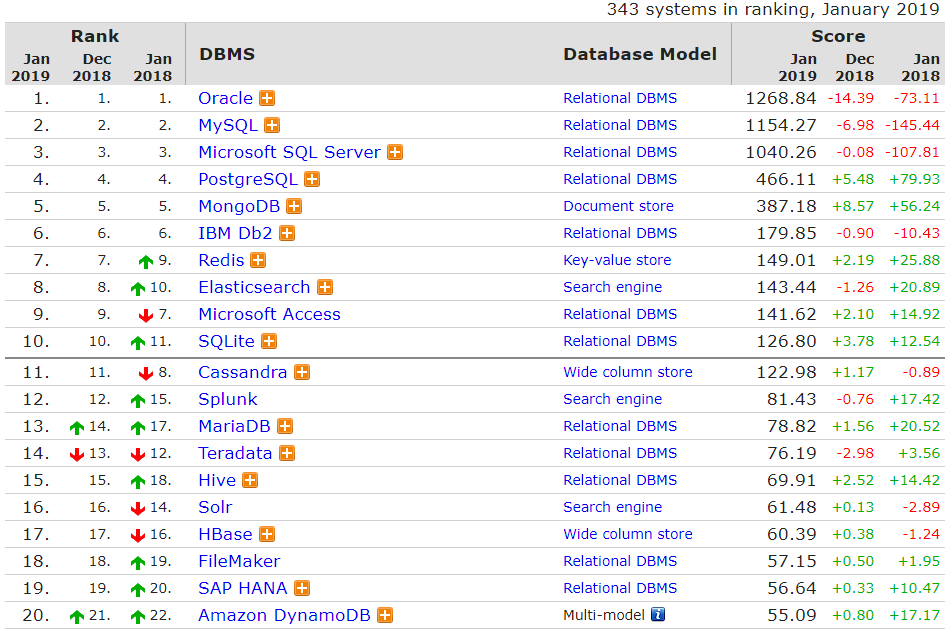 343 systems in ranking, January 2019
Rank DBMS Database Model Score
Jan 2019 Dec 2018 Jan 2018 Jan 2019 Dec 2018 Jan 2018
1. 1. 1. Oracle Relational DBMS 1268.84 -14.39 -73.11
2. 2. 2. MySQL Relational DBMS 1154.27 -6.98 -145.44
3. 3. 3. Microsoft SQL Server Relational DBMS 1040.26 -0.08 -107.81
4. 4. 4. PostgreSQL Relational DBMS 466.11 +5.48 +79.93
5. 5. 5. MongoDB Document store 387.18 +8.57 +56.24
6. 6. 6. IBM Db2 Relational DBMS 179.85 -0.90 -10.43
7. 7. 9. Redis Key-value store 149.01 +2.19 +25.88
8. 8. 10. Elasticsearch Search engine 143.44 -1.26 +20.89
9. 9. 7. Microsoft Access Relational DBMS 141.62 +2.10 +14.92
10. 10. 11. SQLite Relational DBMS 126.80 +3.78 +12.54
11. 11. 8. Cassandra Wide column store 122.98 +1.17 -0.89
12. 12. 15. Splunk Search engine 81.43 -0.76 +17.42
13. 14. 17. MariaDB Relational DBMS 78.82 +1.56 +20.52
14. 13. 12. Teradata Relational DBMS 76.19 -2.98 +3.56
15. 15. 18. Hive Relational DBMS 69.91 +2.52 +14.42
16. 16. 14. Solr Search engine 61.48 +0.13 -2.89
17. 17. 16. HBase Wide column store 60.39 +0.38 -1.24
18. 18. 19. FileMaker Relational DBMS 57.15 +0.50 +1.95
19. 19. 20. SAP HANA Relational DBMS 56.64 +0.33 +10.47
20. 21. 22. Amazon DynamoDB Multi-model i 55.09 +0.80 +17.17